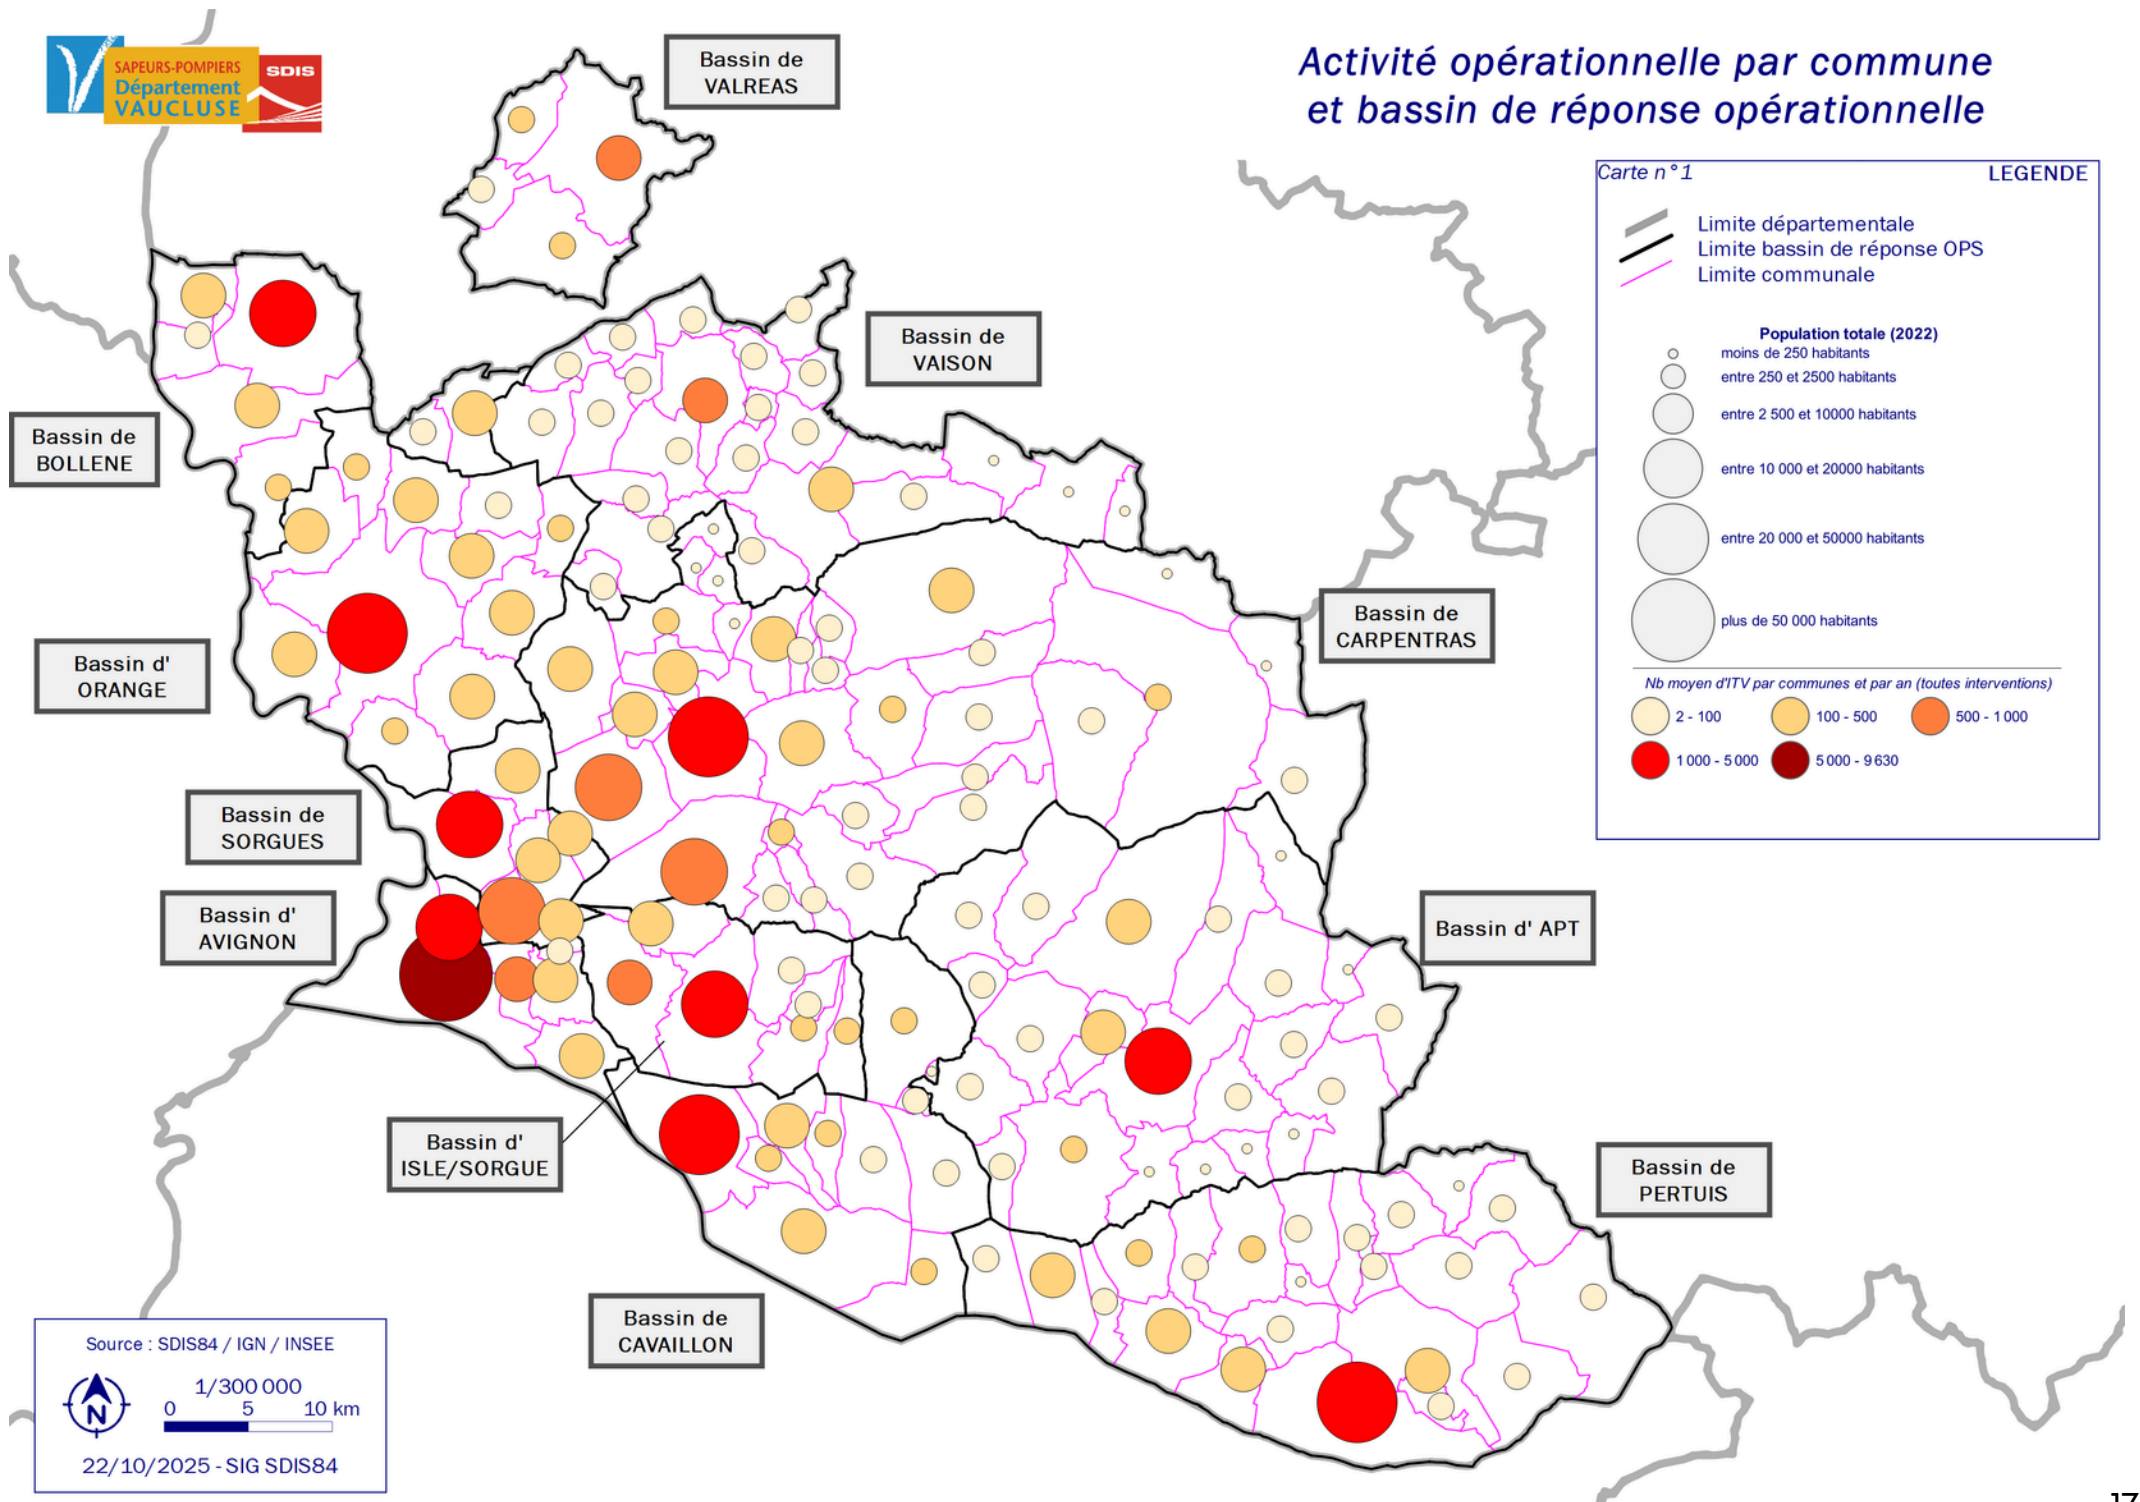 SAPEURS-POMPIERS
Département
VAUCLUSE
SDIS
Activité opérationnelle par commune
et bassin de réponse opérationnelle
Bassin de
VALREAS
Bassin de
VAISON
Bassin de
BOLLENE
Bassin de
CARPENTRAS
Bassin d'
ORANGE
Bassin de
SORGUES
Bassin d'
AVIGNON
Bassin d' APT
Bassin d'
ISLE/SORGUE
Bassin de
PERTUIS
Bassin de
CAVAILLON
Carte n°1
LEGENDE
Limite départementale
Limite bassin de réponse OPS
Limite communale
Population totale (2022)
moins de 250 habitants
entre 250 et 2500 habitants
entre 2 500 et 10000 habitants
entre 10 000 et 20000 habitants
entre 20 000 et 50000 habitants
plus de 50 000 habitants
Nb moyen d'ITV par communes et par an (toutes interventions)
2 - 100
100 - 500
500 - 1 000
1 000 - 5 000
5 000 - 9 630
Source : SDIS84 / IGN / INSEE
N
1/300 000
0 5 10 km
22/10/2025 - SIG SDIS84